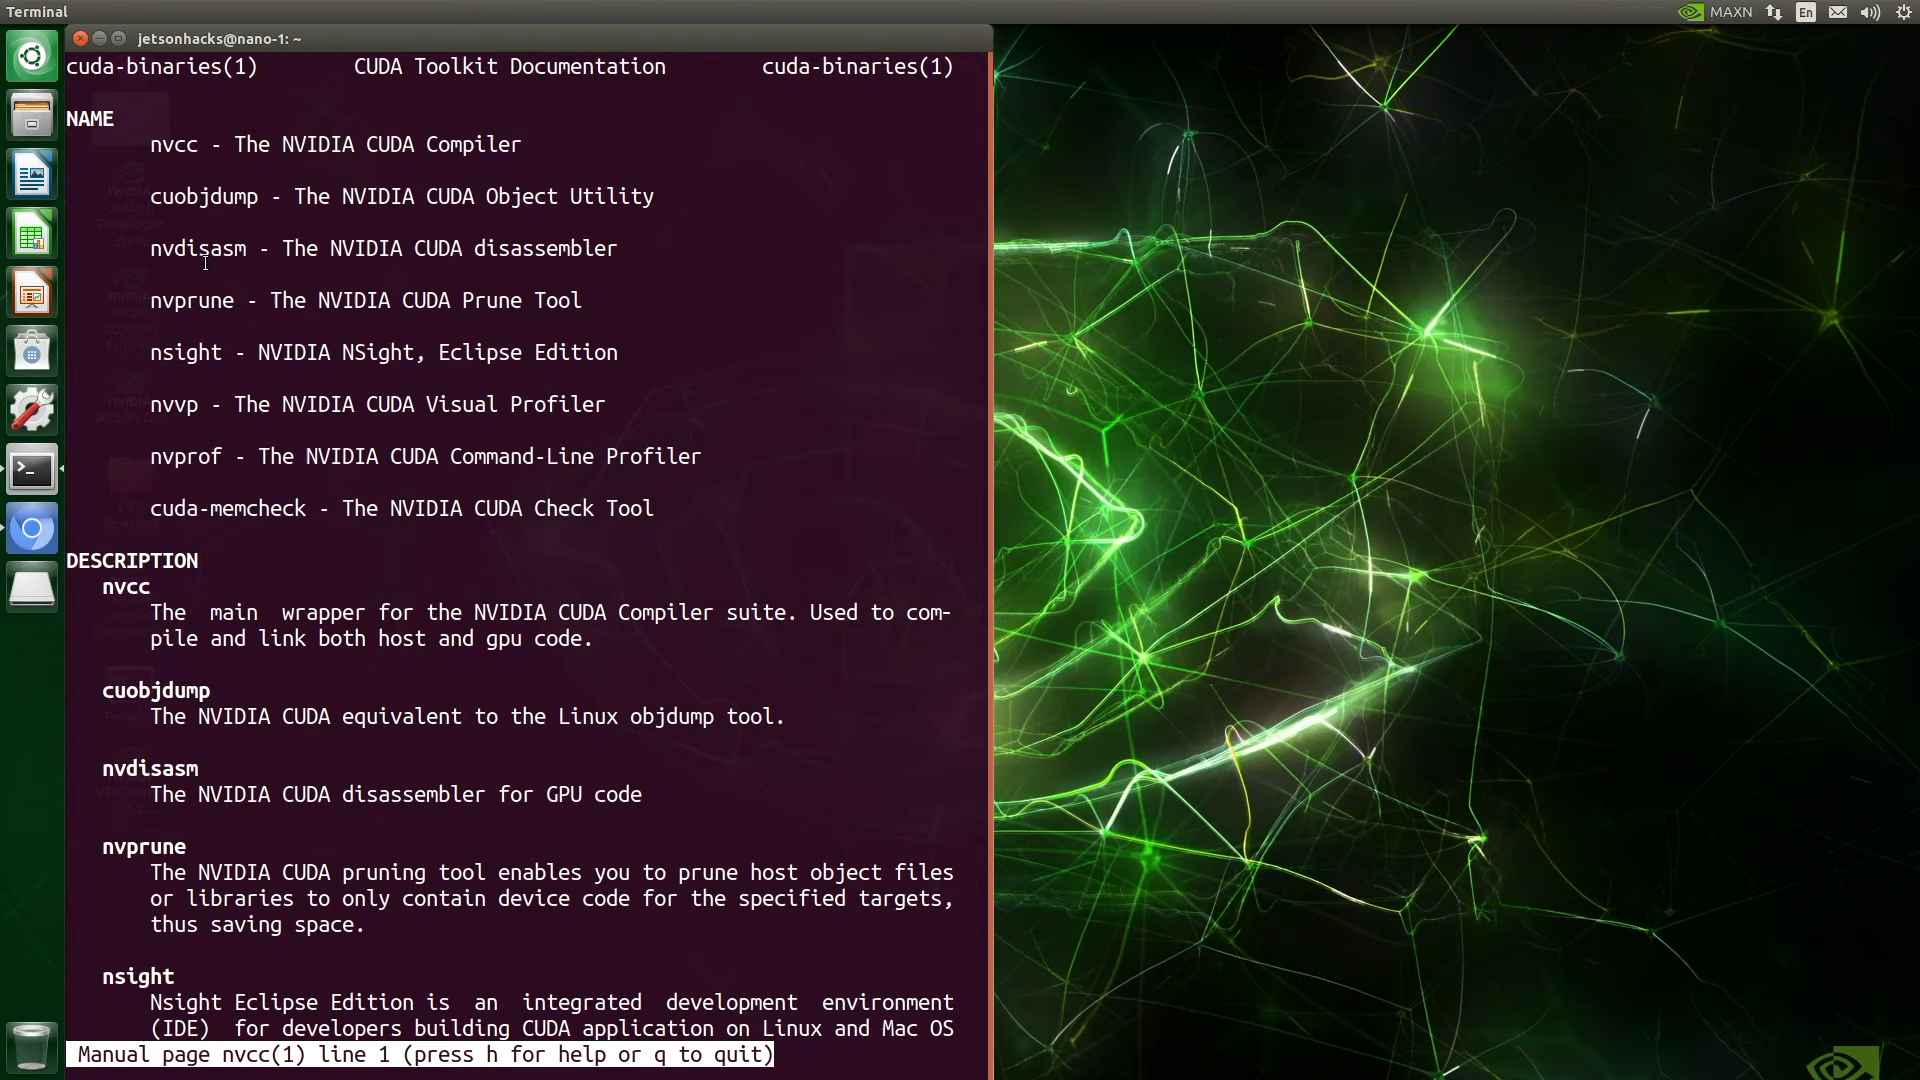 Terminal
MAXN
En
jetsonhacks@nano-1: ~
cuda-binaries(1)        CUDA Toolkit Documentation        cuda-binaries(1)
NAME
nvcc - The NVIDIA CUDA Compiler
cuobjdump - The NVIDIA CUDA Object Utility
nvdisasm - The NVIDIA CUDA disassembler
nvprune - The NVIDIA CUDA Prune Tool
nsight - NVIDIA NSight, Eclipse Edition
nvvp - The NVIDIA CUDA Visual Profiler
nvprof - The NVIDIA CUDA Command-Line Profiler
cuda-memcheck - The NVIDIA CUDA Check Tool
DESCRIPTION
nvcc
The  main  wrapper for the NVIDIA CUDA Compiler suite. Used to com-
pile and link both host and gpu code.
cuobjdump
The NVIDIA CUDA equivalent to the Linux objdump tool.
nvdisasm
The NVIDIA CUDA disassembler for GPU code
nvprune
The NVIDIA CUDA pruning tool enables you to prune host object files
or libraries to only contain device code for the specified targets,
thus saving space.
nsight
Nsight Eclipse Edition is  an  integrated  development  environment
(IDE)  for developers building CUDA application on Linux and Mac OS
Manual page nvcc(1) line 1 (press h for help or q to quit)